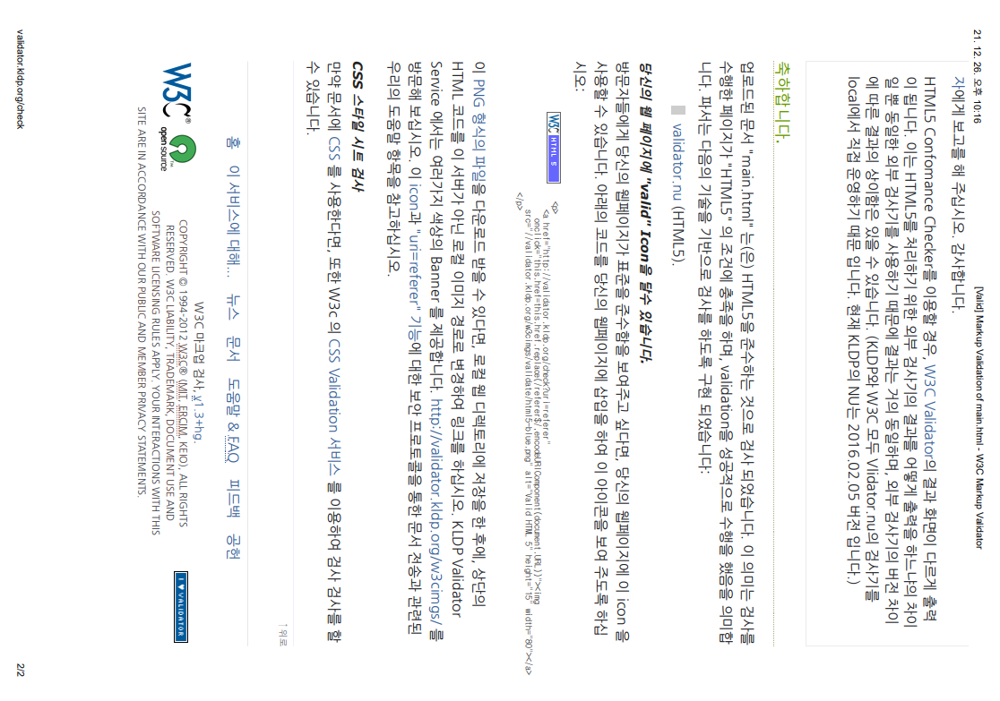 21. 12. 26. 오후 10:16
[Valid] Markup Validation of main.html - W3C Markup Validator
자에게 보고를 해 주십시오. 감사합니다.
HTML5 Confomance Checker를 이용할 경우, W3C Validator의 결과 화면이 다르게 출력
이 됩니다. 이는 HTML5를 처리하기 위한 외부 검사기의 결과를 어떻게 출력을 하느냐의 차이
일 뿐 동일한 외부 검사기를 사용하기 때문에 결과는 거의 동일하며, 외부 검사기의 버전 차이
에 따른 결과의 상이함은 있을 수 있습니다. (KLDP와 W3C 모두 Vlidator.nu의 검사기를
local에서 직접 운영하기 때문 입니다. 현재 KLDP의 NU는 2016.02.05 버전 입니다.)
축하합니다.
업로드된 문서 "main.html" 는(은) HTML5을 준수하는 것으로 검사 되었습니다. 이 의미는 검사를
수행한 페이지가 "HTML5" 의 조건에 충족을 하며, validation을 성공적으로 수행을 했음을 의미합
니다. 파서는 다음의 기술을 기반으로 검사를 하도록 구현 되었습니다:
validator.nu (HTML5).
당신의 웹 페이지에 "valid" Icon을 달수 있습니다.
방문자들에게 당신의 웹페이지가 표준을 준수함을 보여주고 싶다면, 당신의 웹페이지에 이 icon 을
사용할 수 있습니다. 아래의 코드를 당신의 웹페이지에 삽입을 하여 이 아이콘을 보여 주도록 하십
시오:
W3C HTML 5
<p>
<a href="http://validator.kldp.org/check?uri=referer"
onclick="this.href=this.href.replace(/referer$/,encodeURIComponent(document.URL))"><img
src="//validator.kldp.org/w3cimgs/validate/html5-blue.png" alt="Valid HTML 5" height="15" width="80"></a>
</p>
이 PNG 형식의 파일을 다운로드 받을 수 있다면, 로컬 웹 디렉토리에 저장을 한 후에, 상단의
HTML 코드를 이 서버가 아닌 로컬 이미지 경로로 변경하여 링크를 하십시오. KLDP Validator
Service 에서는 여러가지 색상의 Banner 를 제공합니다. http://validator.kldp.org/w3cimgs/ 를
방문해 보십시오. 이 icon과 "uri=referer" 기능에 대한 보안 프로토콜을 통한 문서 전송과 관련된
우리의 도움말 항목을 참고하십시오.
CSS 스타일 시트 검사
만약 문서에 CSS 를 사용한다면, 또한 W3c 의 CSS Validation 서비스 를 이용하여 검사 검사를 할
수 있습니다.
↑ 위로
홈 이 서비스에 대해... 뉴스 문서 도움말 & FAQ 피드백 공헌
W3C® open source™
W3C 마크업 검사, v1.3+hg.
COPYRIGHT © 1994-2012 W3C® (MIT, ERCIM, KEIO), ALL RIGHTS
RESERVED. W3C LIABILITY, TRADEMARK, DOCUMENT USE AND
SOFTWARE LICENSING RULES APPLY. YOUR INTERACTIONS WITH THIS
SITE ARE IN ACCORDANCE WITH OUR PUBLIC AND MEMBER PRIVACY STATEMENTS.
I ♥ VALIDATOR
validator.kldp.org/check
2/2